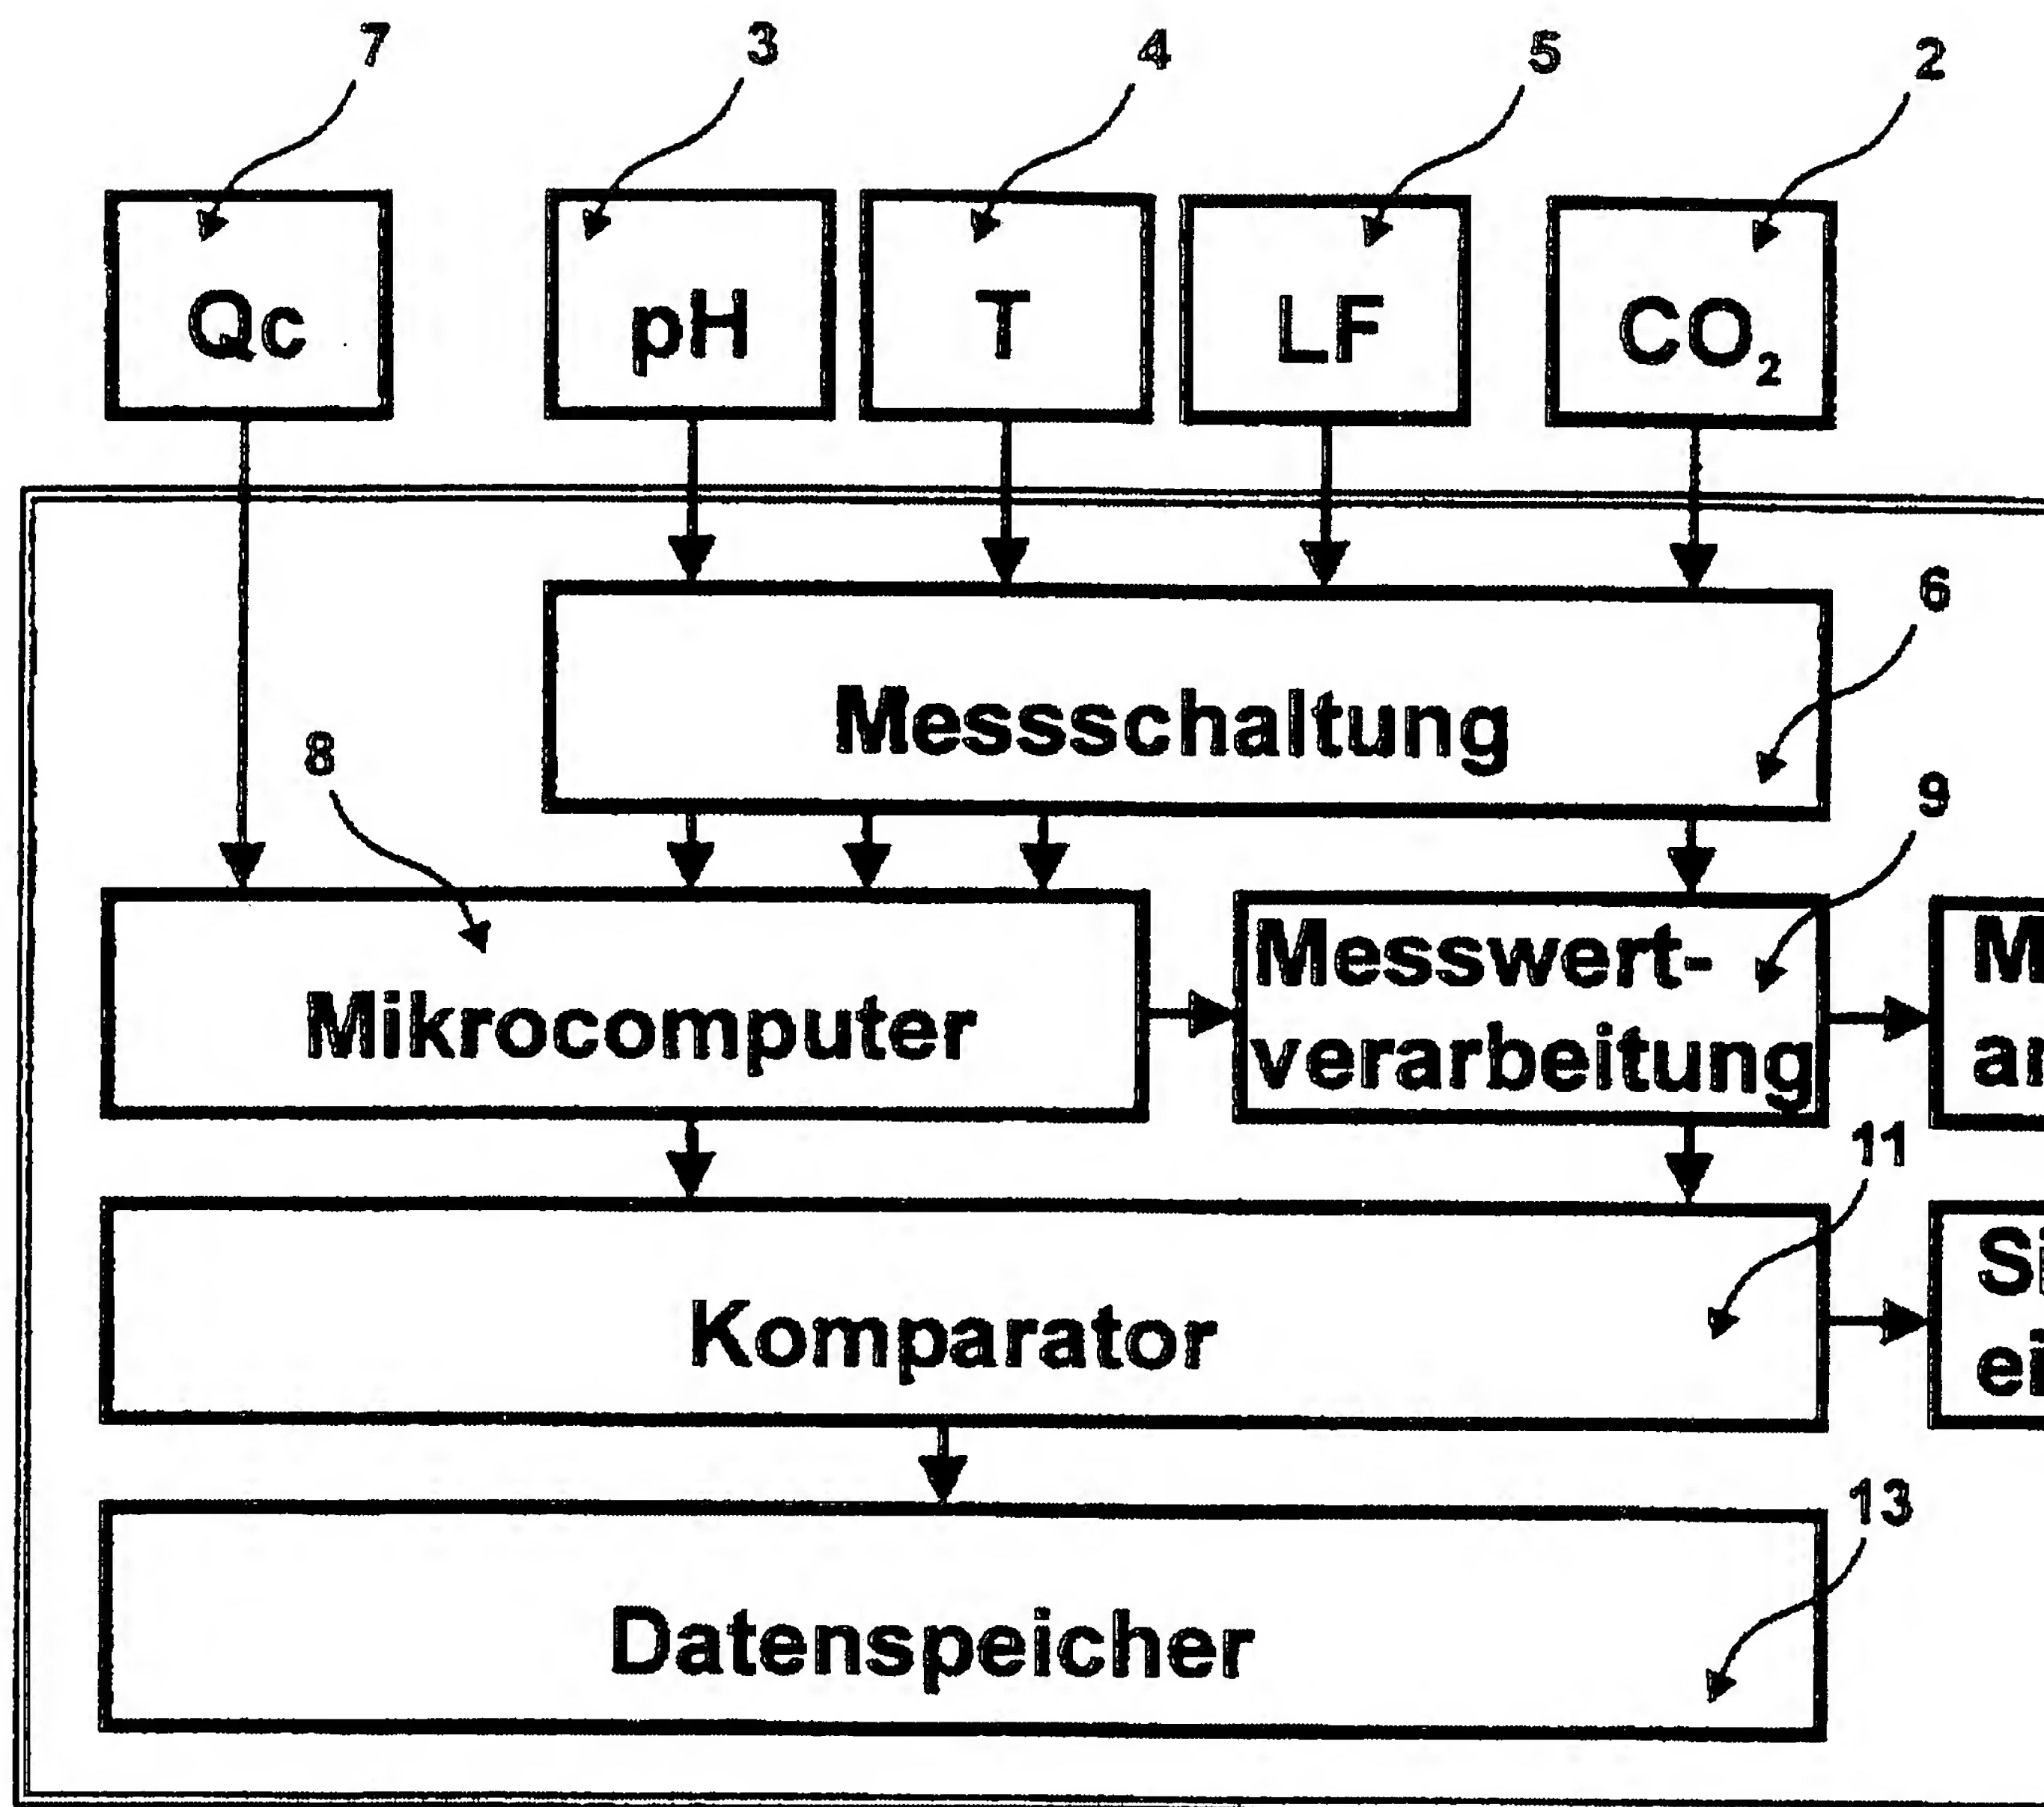 7
3
4
5
2
Qc
pH
T
LF
CO₂
6
Messschaltung
8
9
Messwert-
verarbeitung
Mikrocomputer
11
Komparator
13
Datenspeicher